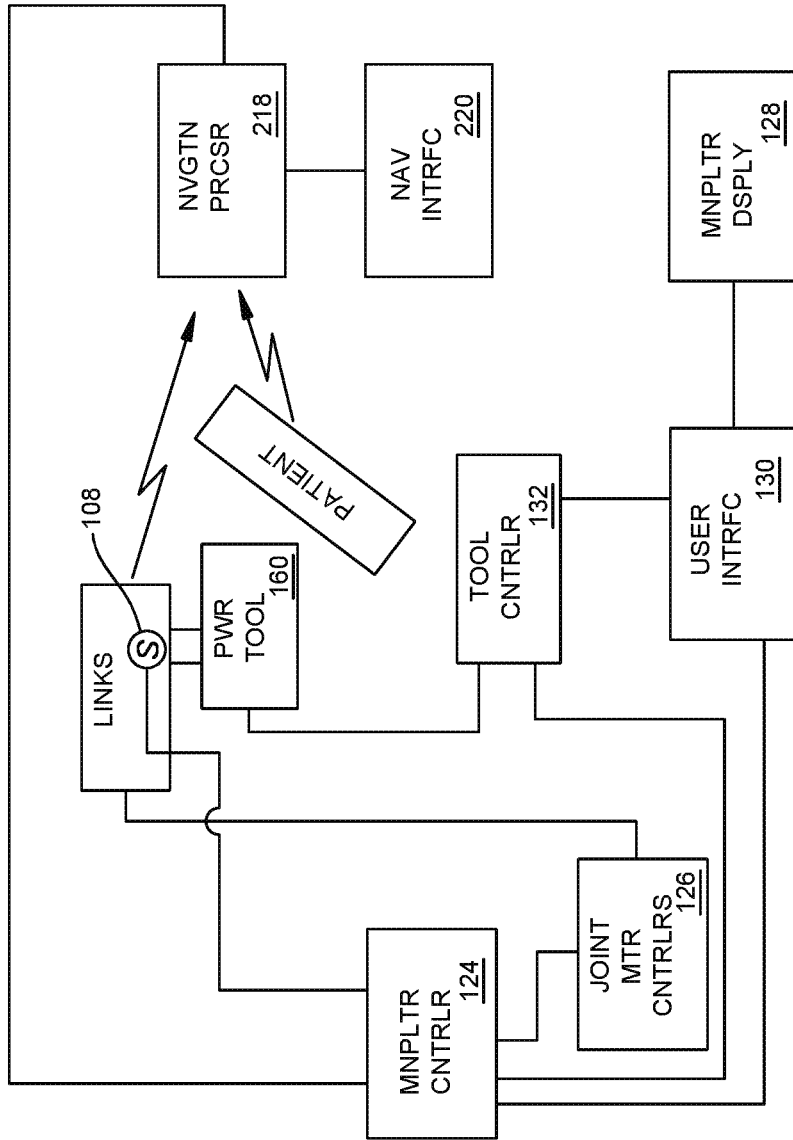 108
LINKS
S
NVGTN
PRCSR
218
PWR
TOOL
160
PATIENT
MNPLTR
CNTRLR
124
NAV
INTRFC
220
TOOL
CNTRLR
132
JOINT
MTR
CNTRLRS
126
USER
INTRFC
130
MNPLTR
DSPLY
128